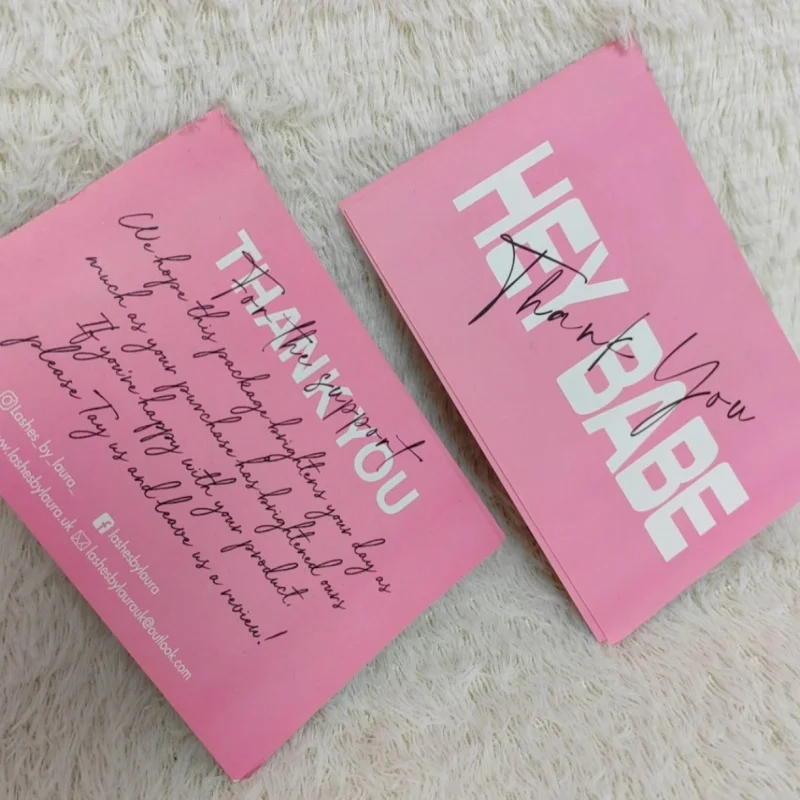 THANK YOU
For the support
We hope this package brightens your day as
much as your purchase has brightened ours
If you're happy with your product,
please Tay us and leave us a review!
@lashes_by_laura_
lashesbylaura
www.lashesbylaura.uk
lashesbylaurauk@outlook.com
HEY BABE
Thank You